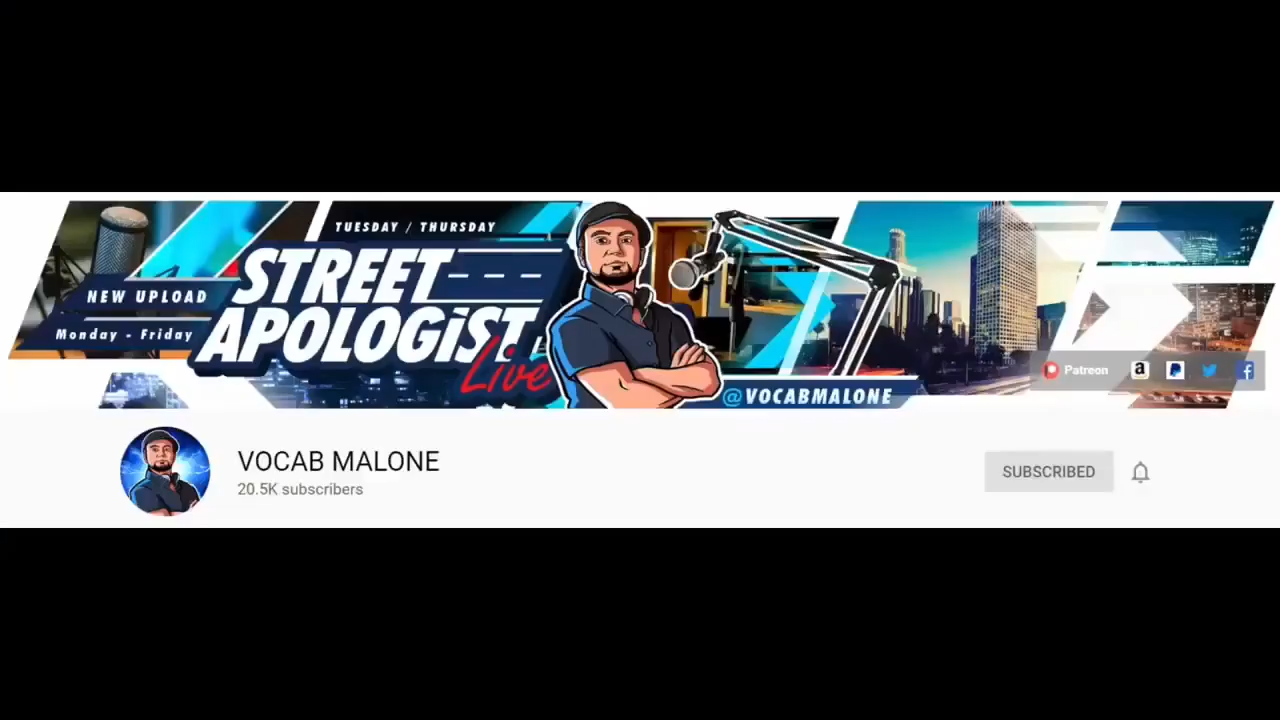 TUESDAY / THURSDAY
STREET
APOLOGiST
Live
NEW UPLOAD
Monday - Friday
@VOCABMALONE
Patreon
VOCAB MALONE
20.5K subscribers
SUBSCRIBED